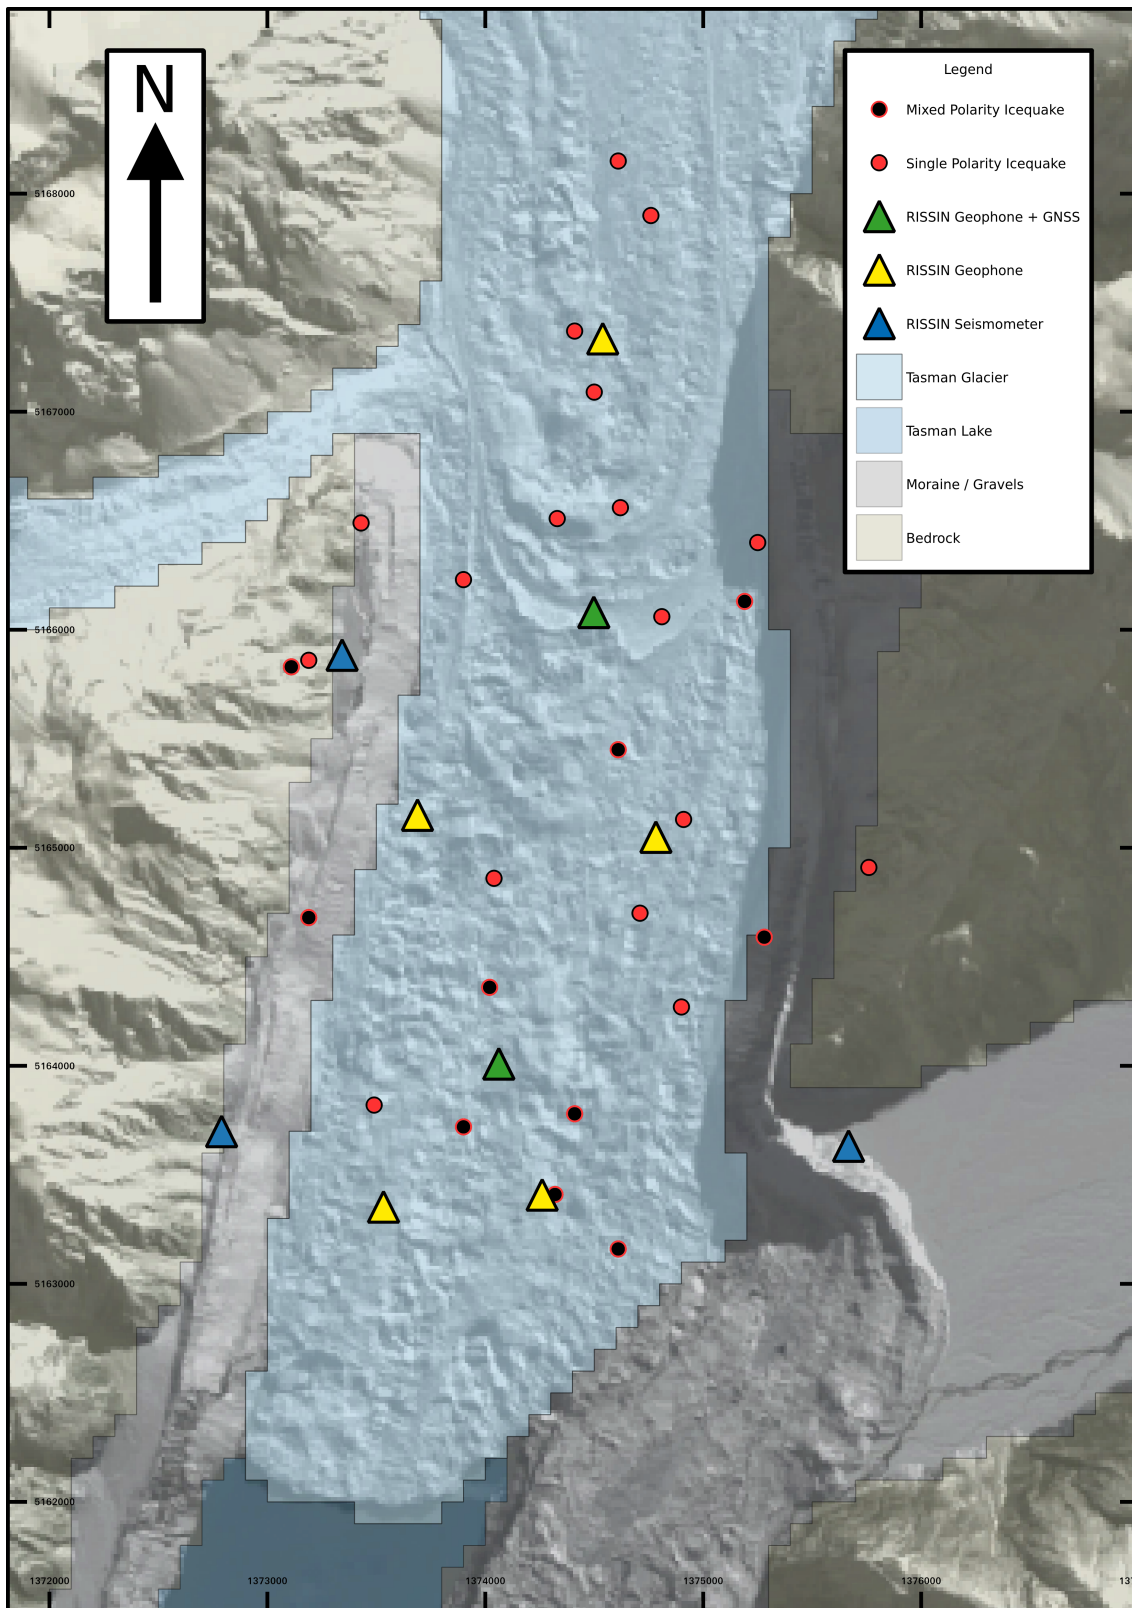 N
Legend
Mixed Polarity Icequake
Single Polarity Icequake
RISSIN Geophone + GNSS
RISSIN Geophone
RISSIN Seismometer
Tasman Glacier
Tasman Lake
Moraine / Gravels
Bedrock
5168000
5167000
5166000
5165000
5164000
5163000
5162000
1372000 1373000 1374000 1375000 1376000